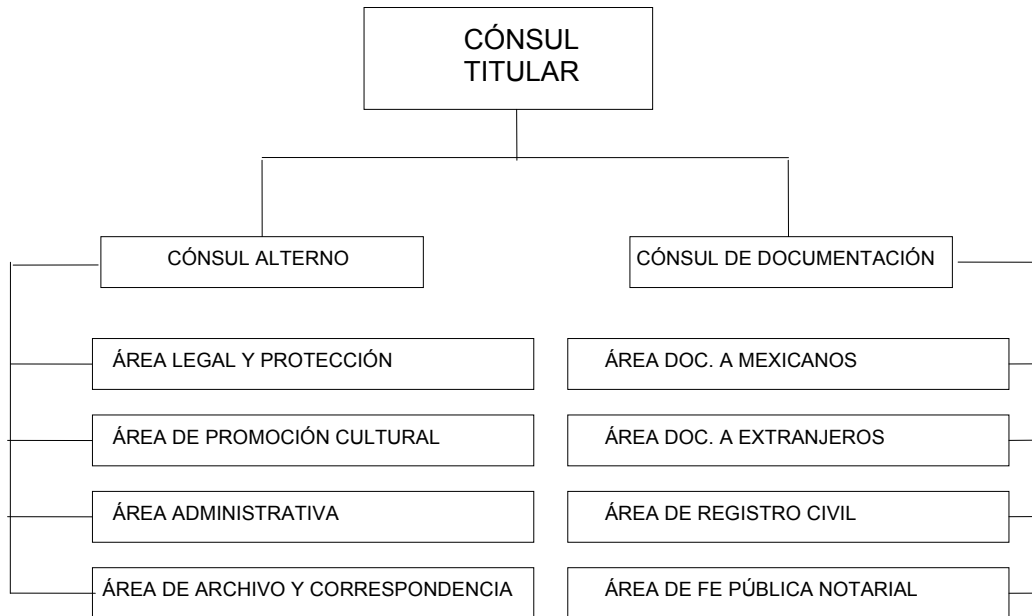 CÓNSUL
TITULAR
CÓNSUL ALTERNO
CÓNSUL DE DOCUMENTACIÓN
ÁREA LEGAL Y PROTECCIÓN
ÁREA DOC. A MEXICANOS
ÁREA DE PROMOCIÓN CULTURAL
ÁREA DOC. A EXTRANJEROS
ÁREA ADMINISTRATIVA
ÁREA DE REGISTRO CIVIL
ÁREA DE ARCHIVO Y CORRESPONDENCIA
ÁREA DE FE PÚBLICA NOTARIAL